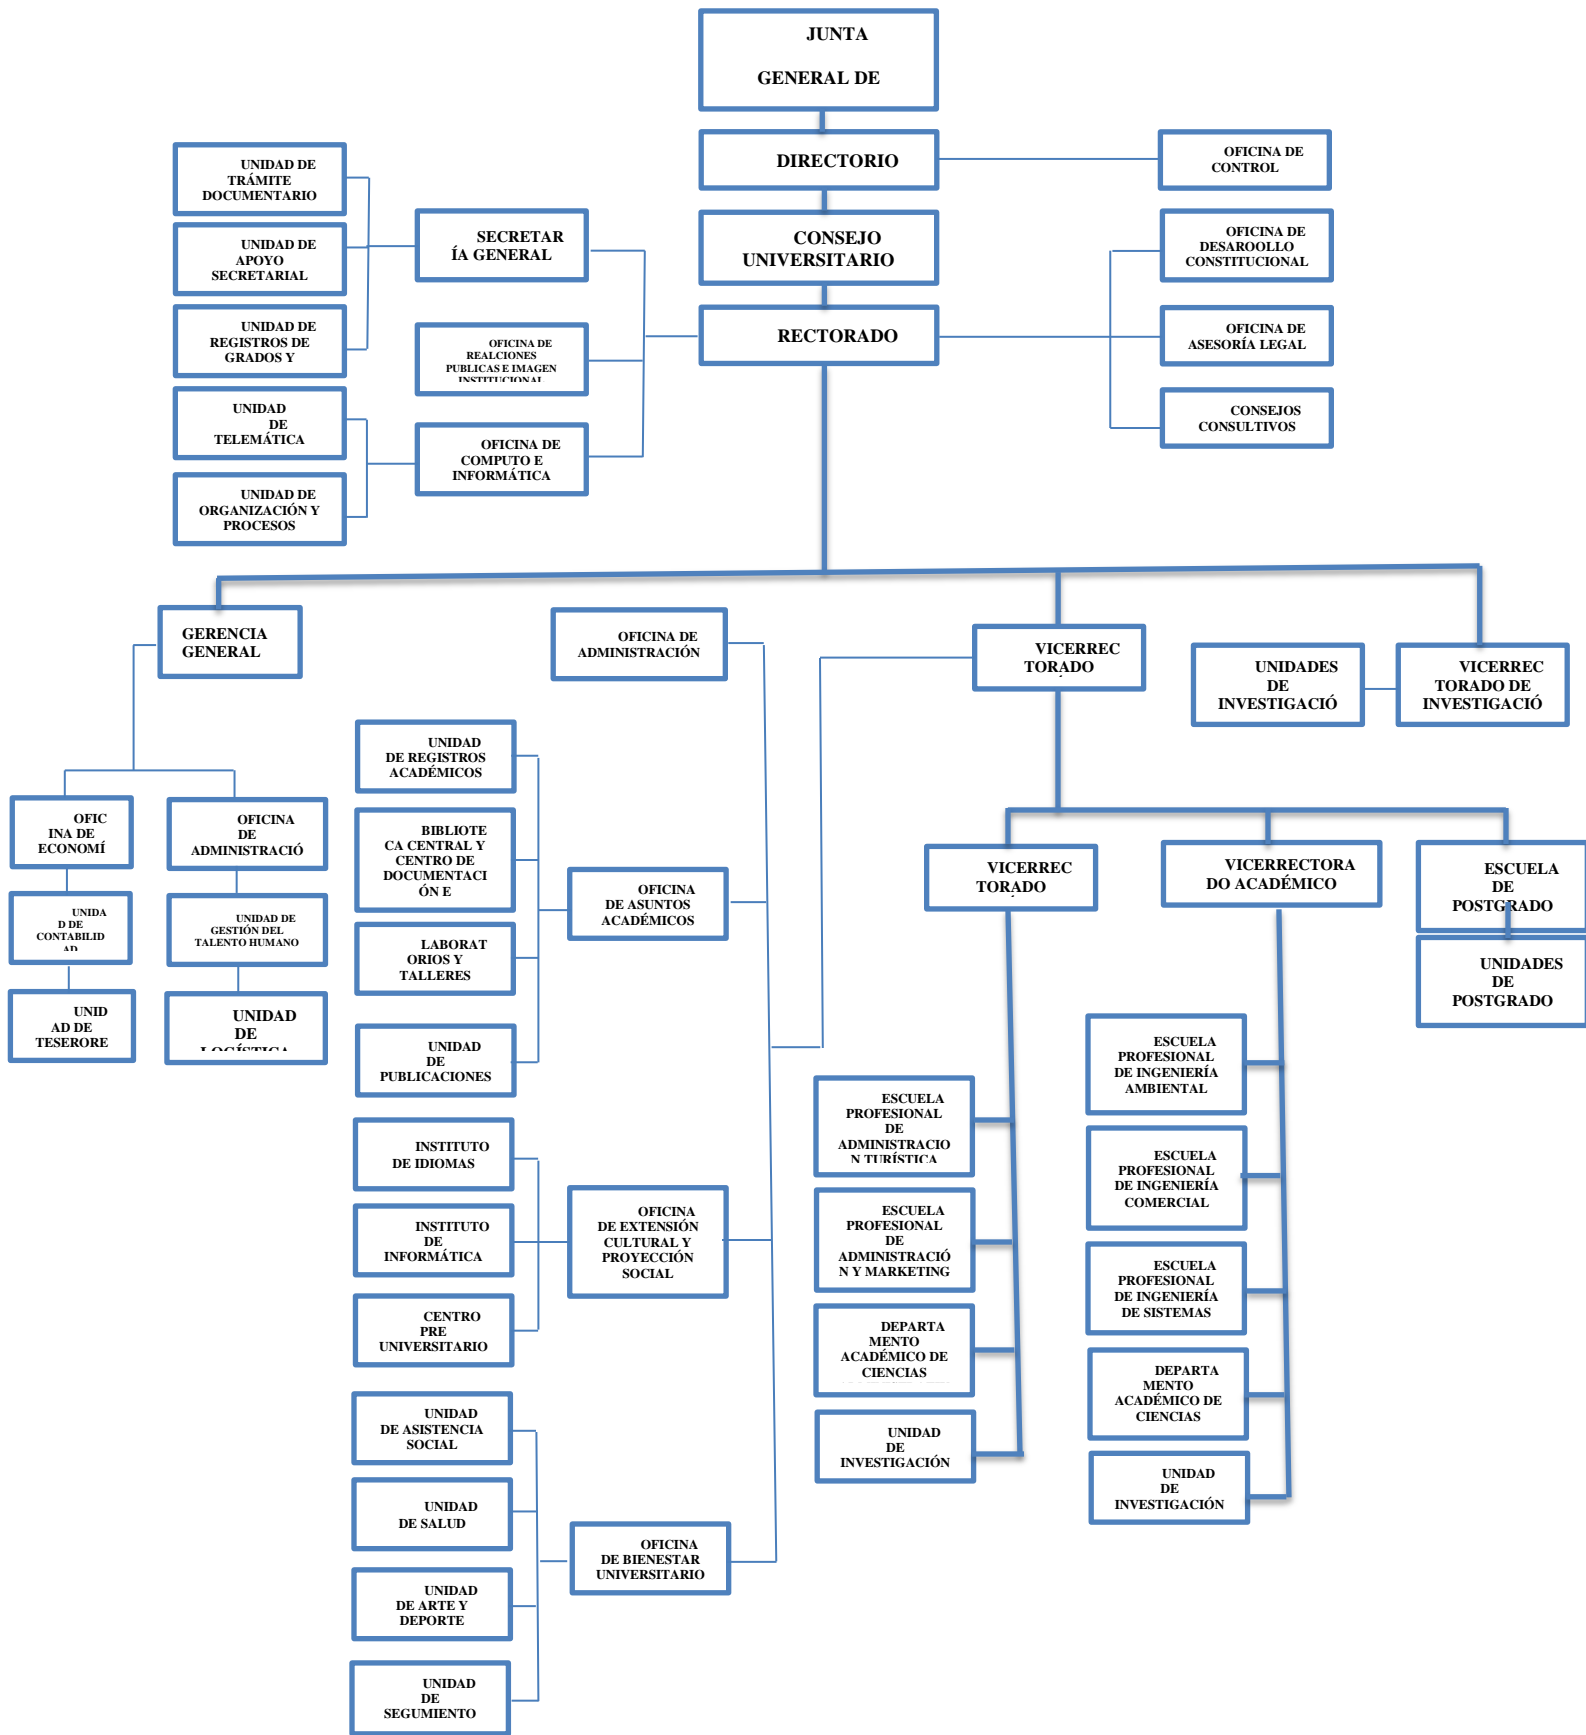 JUNTA
GENERAL DE
DIRECTORIO
OFICINA DE
CONTROL
UNIDAD DE
TRÁMITE
DOCUMENTARIO
SECRETAR
ÍA GENERAL
CONSEJO
UNIVERSITARIO
OFICINA DE
DESAROOLLO
CONSTITUCIONAL
UNIDAD DE
APOYO
SECRETARIAL
UNIDAD DE
REGISTROS DE
GRADOS Y
OFICINA DE
REALCIONES
PUBLICAS E IMAGEN
INSTITUCIONAL
RECTORADO
OFICINA DE
ASESORÍA LEGAL
UNIDAD
DE
TELEMÁTICA
OFICINA DE
COMPUTO E
INFORMÁTICA
CONSEJOS
CONSULTIVOS
UNIDAD DE
ORGANIZACIÓN Y
PROCESOS
GERENCIA
GENERAL
OFICINA DE
ADMINISTRACIÓN
VICERREC
TORADO
UNIDADES
DE
INVESTIGACIÓ
VICERREC
TORADO DE
INVESTIGACIÓ
UNIDAD
DE REGISTROS
ACADÉMICOS
OFIC
INA DE
ECONOMÍ
OFICINA
DE
ADMINISTRACIÓ
BIBLIOTE
CA CENTRAL Y
CENTRO DE
DOCUMENTACI
ÓN E
OFICINA
DE ASUNTOS
ACADÉMICOS
VICERREC
TORADO
VICERRECTORA
DO ACADÉMICO
ESCUELA
DE
POSTGRADO
UNIDA
D DE
CONTABILID
AD
UNIDAD DE
GESTIÓN DEL
TALENTO HUMANO
LABORAT
ORIOS Y
TALLERES
UNIDADES
DE
POSTGRADO
UNID
AD DE
TESERORE
UNIDAD
DE
LOGÍSTICA
UNIDAD
DE
PUBLICACIONES
ESCUELA
PROFESIONAL
DE INGENIERÍA
AMBIENTAL
INSTITUTO
DE IDIOMAS
ESCUELA
PROFESIONAL
DE
ADMINISTRACIO
N TURÍSTICA
ESCUELA
PROFESIONAL
DE INGENIERÍA
COMERCIAL
INSTITUTO
DE
INFORMÁTICA
OFICINA
DE EXTENSIÓN
CULTURAL Y
PROYECCIÓN
SOCIAL
ESCUELA
PROFESIONAL
DE
ADMINISTRACIÓ
N Y MARKETING
ESCUELA
PROFESIONAL
DE INGENIERÍA
DE SISTEMAS
CENTRO
PRE
UNIVERSITARIO
DEPARTA
MENTO
ACADÉMICO DE
CIENCIAS
DEPARTA
MENTO
ACADÉMICO DE
CIENCIAS
UNIDAD
DE ASISTENCIA
SOCIAL
UNIDAD
DE
INVESTIGACIÓN
UNIDAD
DE
INVESTIGACIÓN
UNIDAD
DE SALUD
OFICINA
DE BIENESTAR
UNIVERSITARIO
UNIDAD
DE ARTE Y
DEPORTE
UNIDAD
DE
SEGUMIENTO